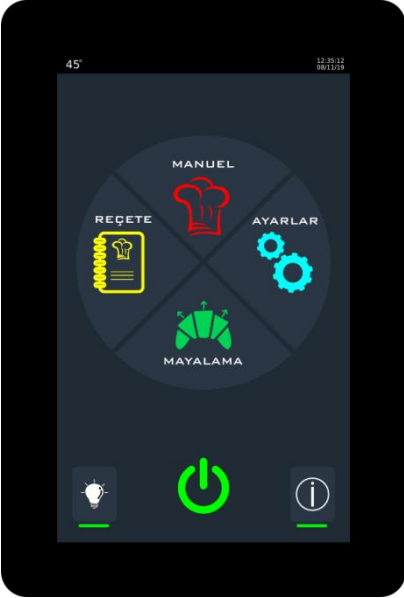 45°
12:35:12
08/11/19
MANUEL
REÇETE
AYARLAR
MAYALAMA